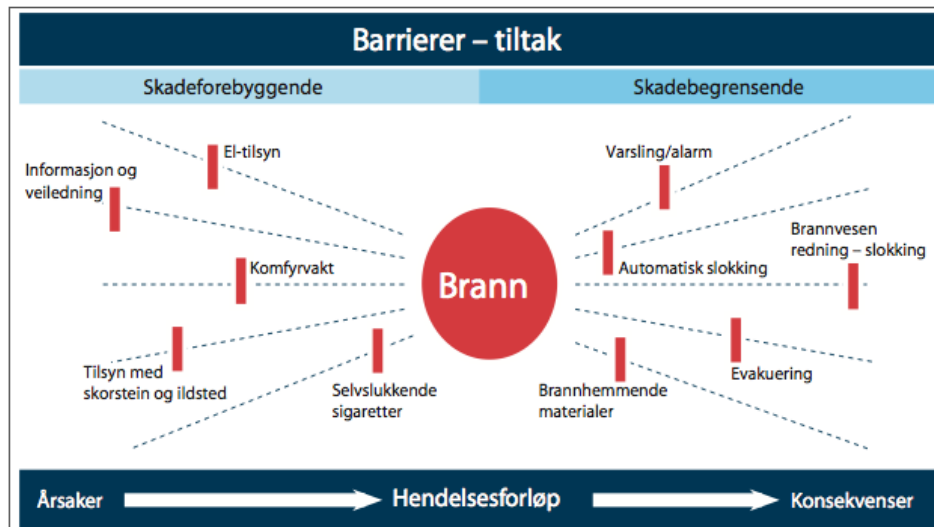 Barrierer – tiltak
Skadeforebyggende
Skadebegrensende
El-tilsyn
Informasjon og
veiledning
Komfyrvakt
Tilsyn med
skorstein og ildsted
Selvslukkende
sigaretter
Brann
Varsling/alarm
Automatisk slokking
Brannvesen
redning – slokking
Evakuering
Brannhemmende
materialer
Årsaker
Hendelsesforløp
Konsekvenser